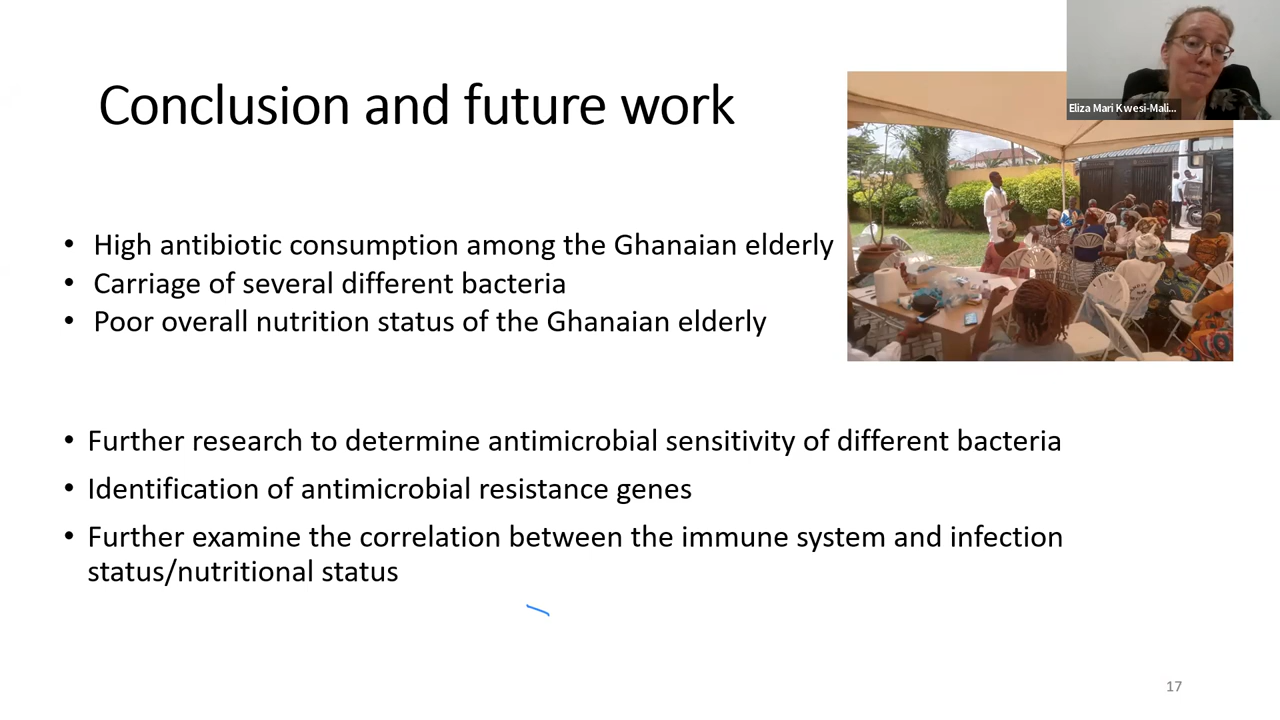 Conclusion and future work
Eliza Mari Kwesi-Mali...
• High antibiotic consumption among the Ghanaian elderly
• Carriage of several different bacteria
• Poor overall nutrition status of the Ghanaian elderly
• Further research to determine antimicrobial sensitivity of different bacteria
• Identification of antimicrobial resistance genes
• Further examine the correlation between the immune system and infection
status/nutritional status
17